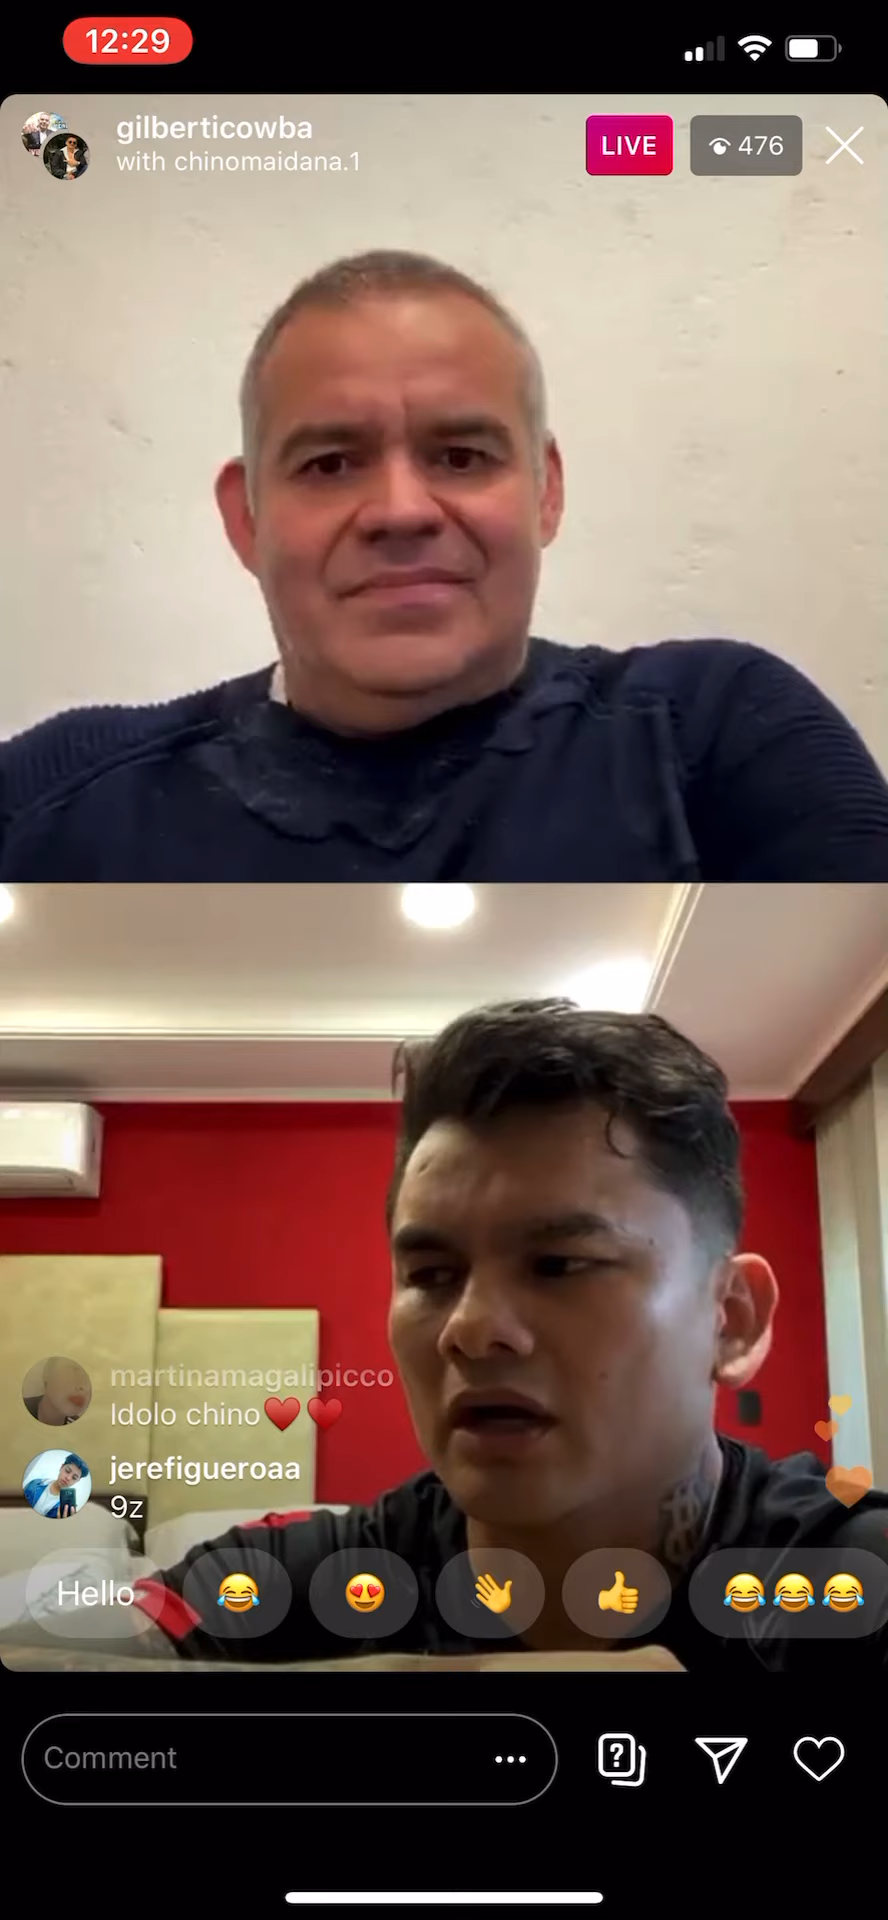 12:29
gilberticowba
with chinomaidana.1
LIVE
476
martinamagalipicco
Idolo chino❤️❤️
jerefigueroaa
9z
Hello 😂 😍 👋 👍 😂😂😂
Comment